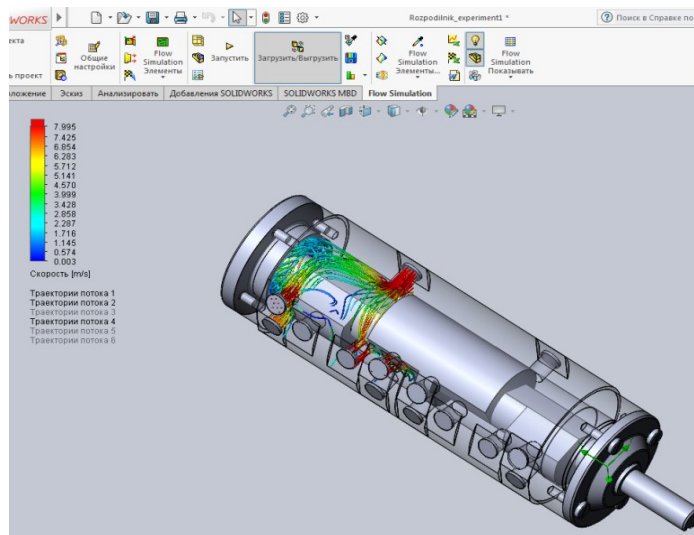 WORKS
Rozpodilnik_experiment1 *
Поиск в Справке по
екта
ь проект
Общие
настройки
Flow
Simulation
Элементы
Запустить
Загрузить/Выгрузить
Flow
Simulation
Элементы...
Flow
Simulation
Показывать
ложение
Эскиз
Анализировать
Добавления SOLIDWORKS
SOLIDWORKS MBD
Flow Simulation
7.995
7.425
6.854
6.283
5.712
5.141
4.570
3.999
3.428
2.858
2.287
1.716
1.145
0.574
0.003
Скорость [m/s]
Траектории потока 1
Траектории потока 2
Траектории потока 3
Траектории потока 4
Траектории потока 5
Траектории потока 6